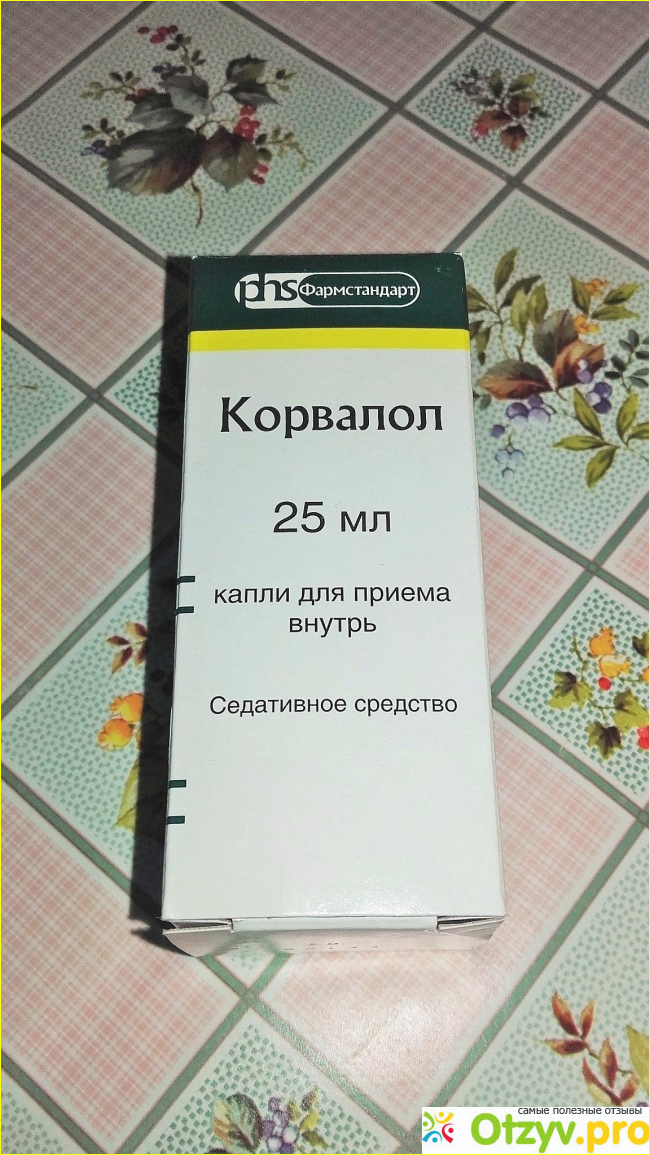 phs Фармстандарт
Корвалол
25 мл
капли для приема
внутрь
Седативное средство
самые полезные отзывы
Otzyv.pro